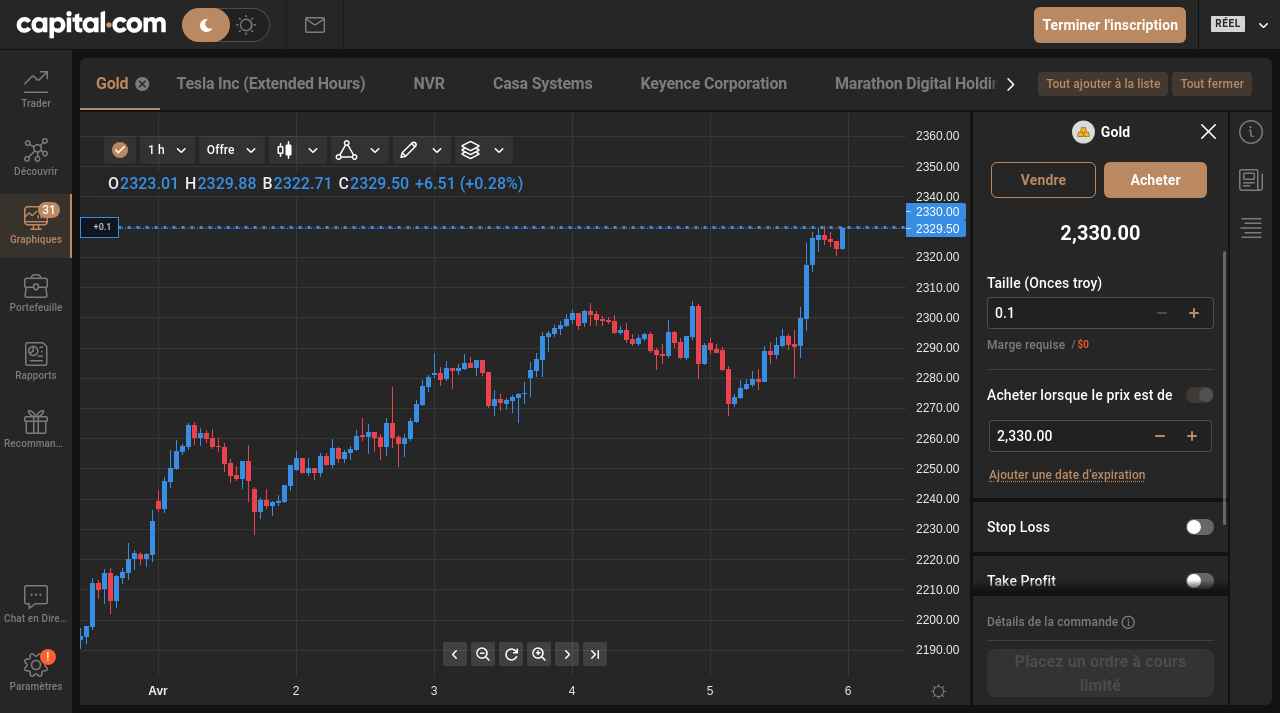 capital.com
Terminer l'inscription
RÉEL
Trader
Découvrir
31
Graphiques
Portefeuille
Rapports
Recomman...
Chat en Dire...
!
Paramètres
Gold
Tesla Inc (Extended Hours)
NVR
Casa Systems
Keyence Corporation
Marathon Digital Holdin
Tout ajouter à la liste
Tout fermer
1 h
Offre
O2323.01 H2329.88 B2322.71 C2329.50 +6.51 (+0.28%)
+0.1
2360.00
2350.00
2340.00
2330.00
2329.50
2320.00
2310.00
2300.00
2290.00
2280.00
2270.00
2260.00
2250.00
2240.00
2230.00
2220.00
2210.00
2200.00
2190.00
Avr
2
3
4
5
6
Gold
Vendre
Acheter
2,330.00
Taille (Onces troy)
0.1
Marge requise / $0
Acheter lorsque le prix est de
2,330.00
Ajouter une date d'expiration
Stop Loss
Take Profit
Détails de la commande
Placez un ordre à cours
limité